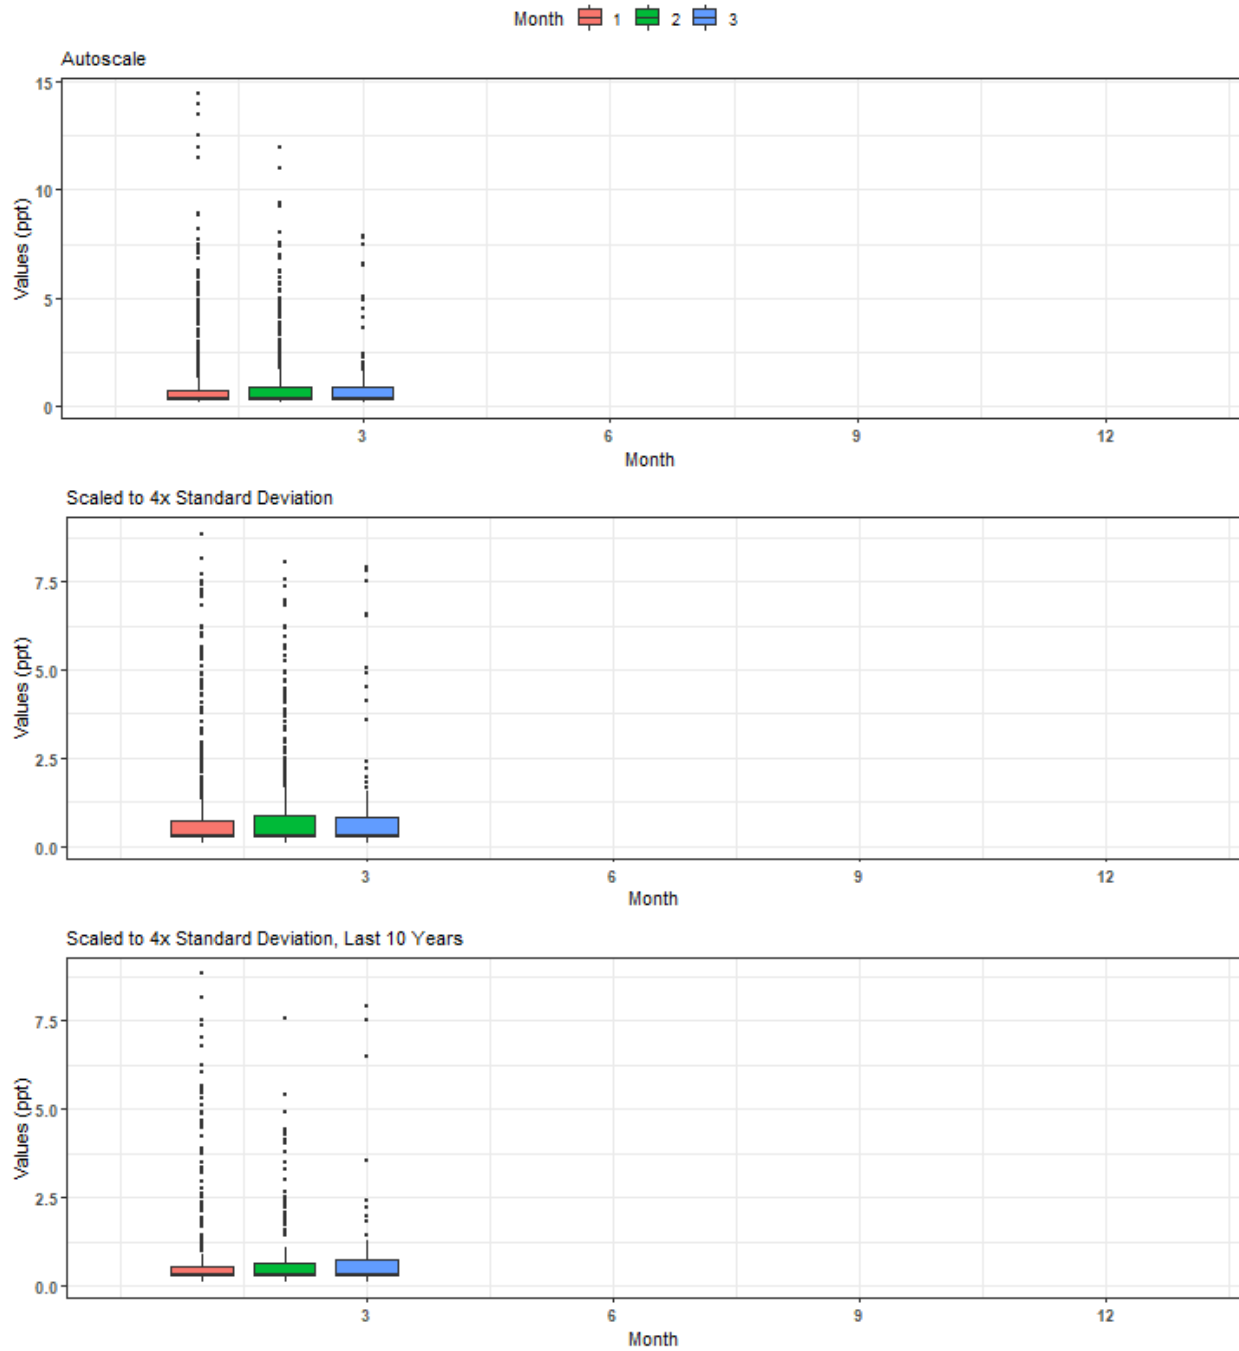 Month 1 2 3
Autoscale
15
10
5
0
Values (ppt)
3 6 9 12
Month
Scaled to 4x Standard Deviation
7.5
5.0
2.5
0.0
Values (ppt)
3 6 9 12
Month
Scaled to 4x Standard Deviation, Last 10 Years
7.5
5.0
2.5
0.0
Values (ppt)
3 6 9 12
Month